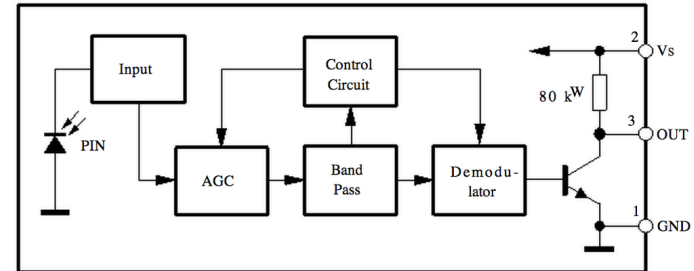 Input
Control
Circuit
2
Vs
80 kW
PIN
3
OUT
AGC
Band
Pass
Demodu-
lator
1
GND